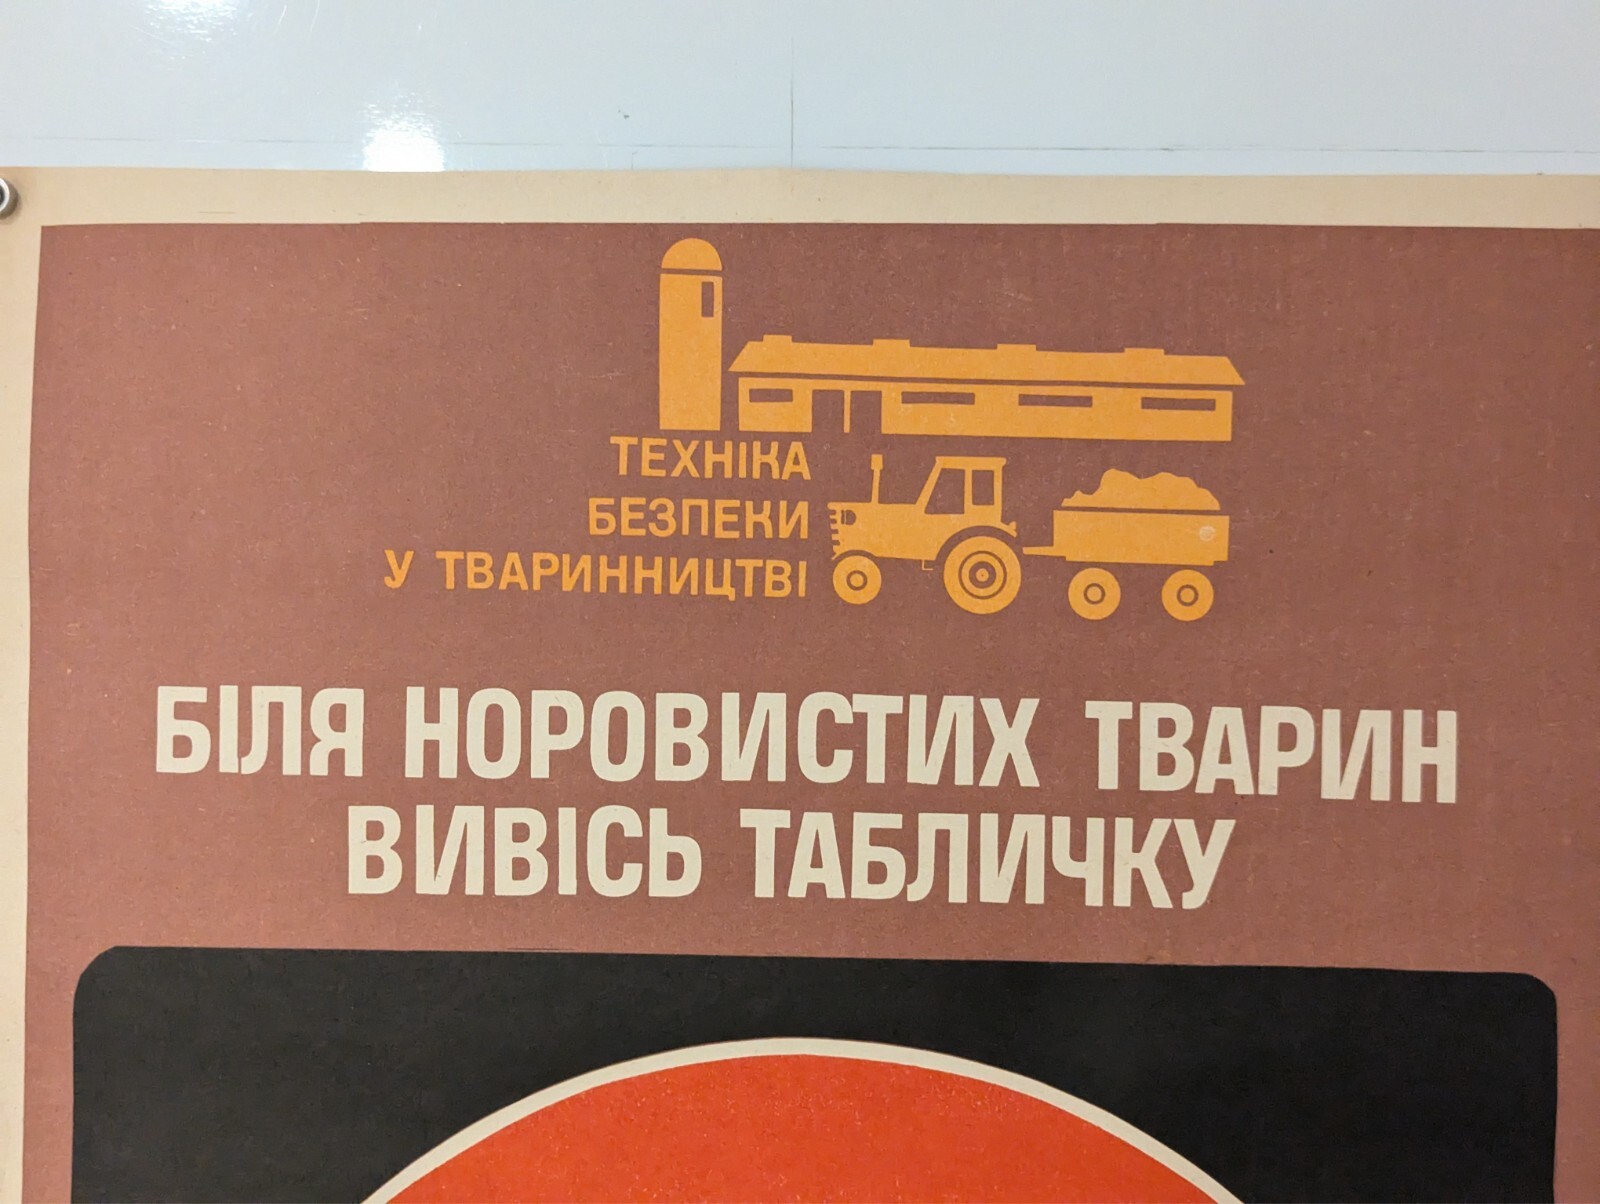 ТЕХНІКА
БЕЗПЕКИ
У ТВАРИННИЦТВІ
БІЛЯ НОРОВИСТИХ ТВАРИН
ВИВІСЬ ТАБЛИЧКУ